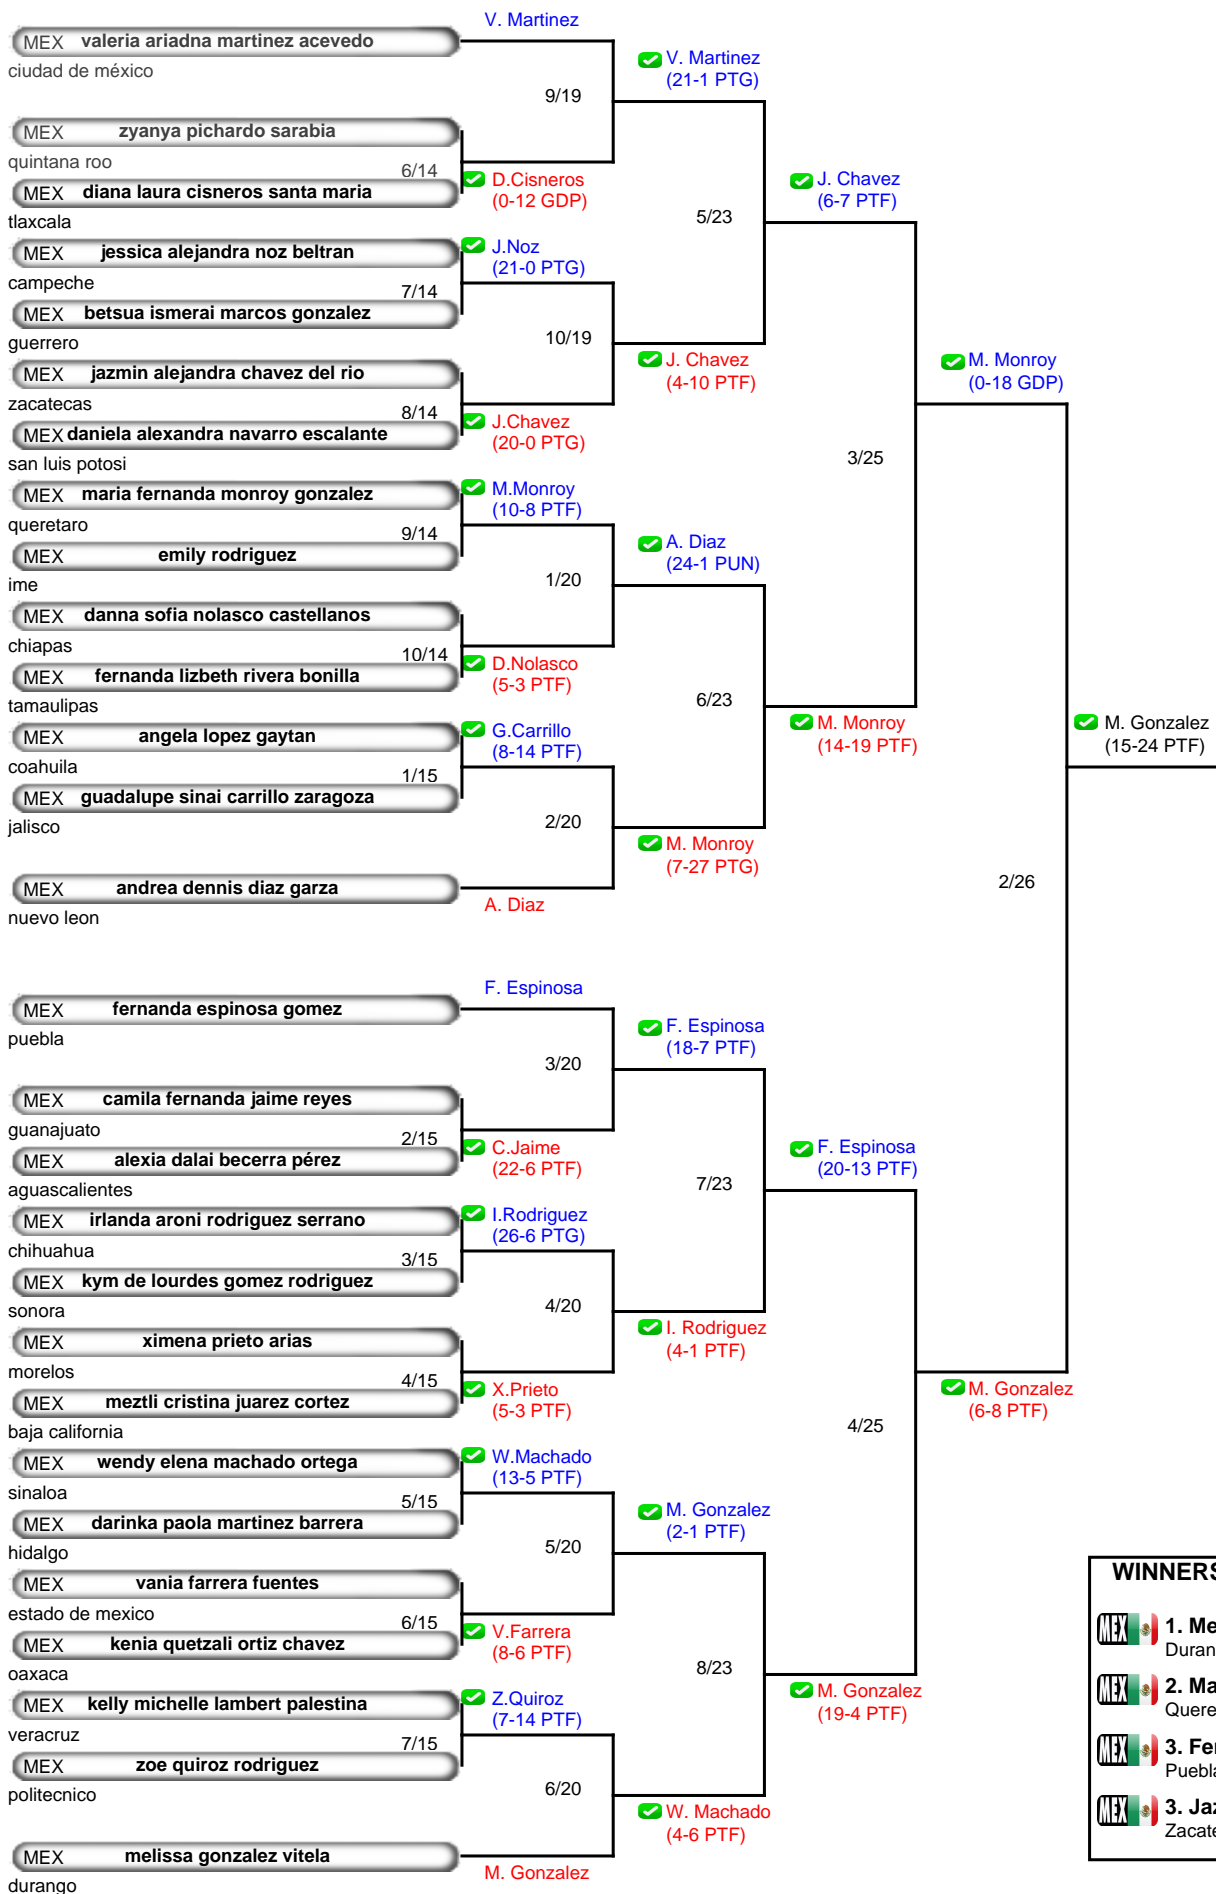 V. Martinez
MEX valeria ariadna martinez acevedo
ciudad de méxico
V. Martinez
(21-1 PTG)
9/19
MEX zyanya pichardo sarabia
quintana roo
6/14
D.Cisneros
(0-12 GDP)
MEX diana laura cisneros santa maria
tlaxcala
J. Chavez
(6-7 PTF)
5/23
MEX jessica alejandra noz beltran
campeche
J.Noz
(21-0 PTG)
7/14
MEX betsua ismerai marcos gonzalez
guerrero
10/19
J. Chavez
(4-10 PTF)
M. Monroy
(0-18 GDP)
MEX jazmin alejandra chavez del rio
zacatecas
8/14
J.Chavez
(20-0 PTG)
MEX daniela alexandra navarro escalante
san luis potosi
3/25
MEX maria fernanda monroy gonzalez
queretaro
M.Monroy
(10-8 PTF)
9/14
MEX emily rodriguez
ime
A. Diaz
(24-1 PUN)
1/20
MEX danna sofia nolasco castellanos
chiapas
10/14
D.Nolasco
(5-3 PTF)
MEX fernanda lizbeth rivera bonilla
tamaulipas
6/23
M. Monroy
(14-19 PTF)
M. Gonzalez
(15-24 PTF)
MEX angela lopez gaytan
coahuila
G.Carrillo
(8-14 PTF)
1/15
MEX guadalupe sinai carrillo zaragoza
jalisco
2/20
M. Monroy
(7-27 PTG)
MEX andrea dennis diaz garza
nuevo leon
A. Diaz
2/26
F. Espinosa
MEX fernanda espinosa gomez
puebla
F. Espinosa
(18-7 PTF)
3/20
MEX camila fernanda jaime reyes
guanajuato
2/15
C.Jaime
(22-6 PTF)
MEX alexia dalai becerra pérez
aguascalientes
F. Espinosa
(20-13 PTF)
7/23
MEX irlanda aroni rodriguez serrano
chihuahua
I.Rodriguez
(26-6 PTG)
3/15
MEX kym de lourdes gomez rodriguez
sonora
4/20
I. Rodriguez
(4-1 PTF)
MEX ximena prieto arias
morelos
4/15
X.Prieto
(5-3 PTF)
MEX meztli cristina juarez cortez
baja california
M. Gonzalez
(6-8 PTF)
4/25
MEX wendy elena machado ortega
sinaloa
W.Machado
(13-5 PTF)
5/15
MEX darinka paola martinez barrera
hidalgo
M. Gonzalez
(2-1 PTF)
5/20
MEX vania farrera fuentes
estado de mexico
6/15
V.Farrera
(8-6 PTF)
MEX kenia quetzali ortiz chavez
oaxaca
8/23
M. Gonzalez
(19-4 PTF)
MEX kelly michelle lambert palestina
veracruz
Z.Quiroz
(7-14 PTF)
7/15
MEX zoe quiroz rodriguez
politecnico
6/20
W. Machado
(4-6 PTF)
MEX melissa gonzalez vitela
durango
M. Gonzalez
WINNERS
MEX 1. Me
Duran
MEX 2. Ma
Quere
MEX 3. Fer
Puebla
MEX 3. Jaz
Zacate